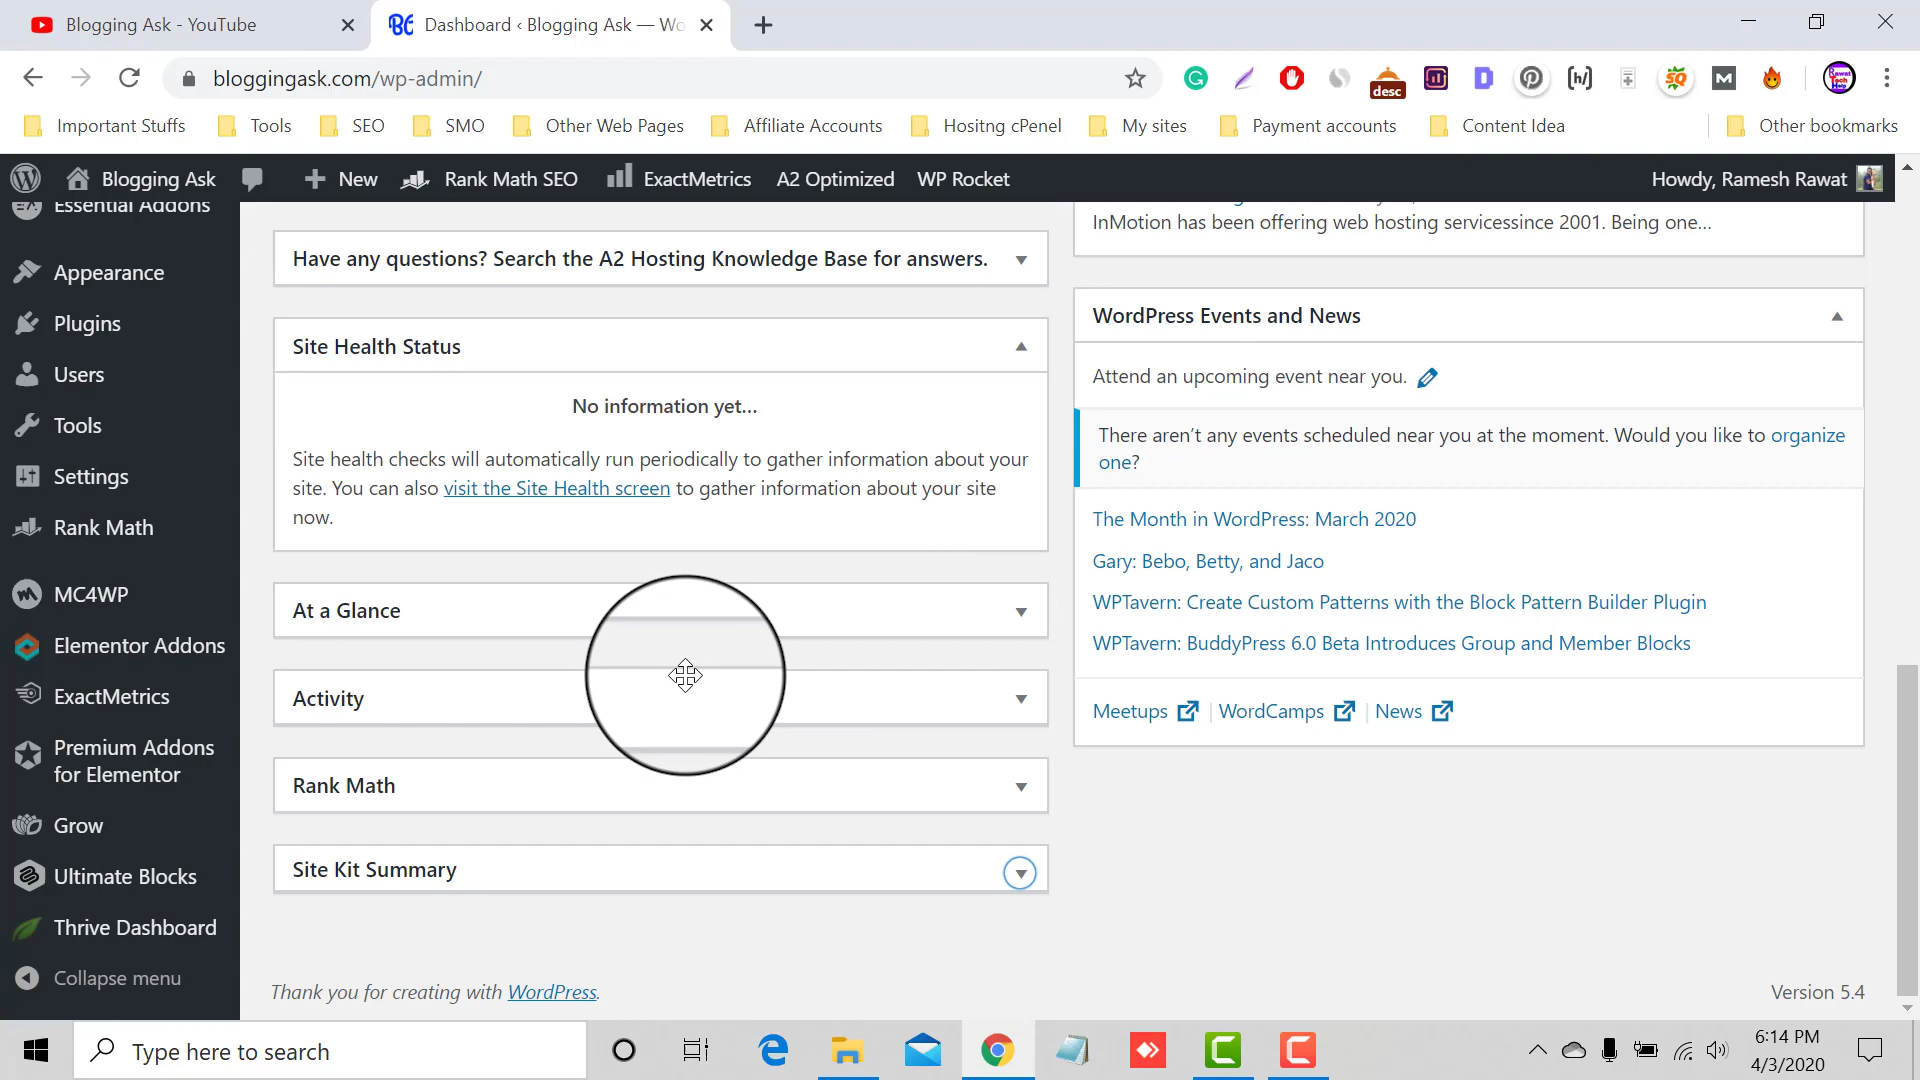 Blogging Ask - YouTube
Dashboard ‹ Blogging Ask — Wo
bloggingask.com/wp-admin/
desc
Important Stuffs
Tools
SEO
SMO
Other Web Pages
Affiliate Accounts
Hositng cPenel
My sites
Payment accounts
Content Idea
Other bookmarks
Blogging Ask
New
Rank Math SEO
ExactMetrics
A2 Optimized
WP Rocket
Howdy, Ramesh Rawat
Essential Addons
Appearance
Plugins
Users
Tools
Settings
Rank Math
MC4WP
Elementor Addons
ExactMetrics
Premium Addons
for Elementor
Grow
Ultimate Blocks
Thrive Dashboard
Collapse menu
Have any questions? Search the A2 Hosting Knowledge Base for answers.
Site Health Status
No information yet...
Site health checks will automatically run periodically to gather information about your
site. You can also visit the Site Health screen to gather information about your site
now.
At a Glance
Activity
Rank Math
Site Kit Summary
InMotion has been offering web hosting servicessince 2001. Being one...
WordPress Events and News
Attend an upcoming event near you.
There aren't any events scheduled near you at the moment. Would you like to organize
one?
The Month in WordPress: March 2020
Gary: Bebo, Betty, and Jaco
WPTavern: Create Custom Patterns with the Block Pattern Builder Plugin
WPTavern: BuddyPress 6.0 Beta Introduces Group and Member Blocks
Meetups | WordCamps | News
Thank you for creating with WordPress.
Version 5.4
Type here to search
6:14 PM
4/3/2020